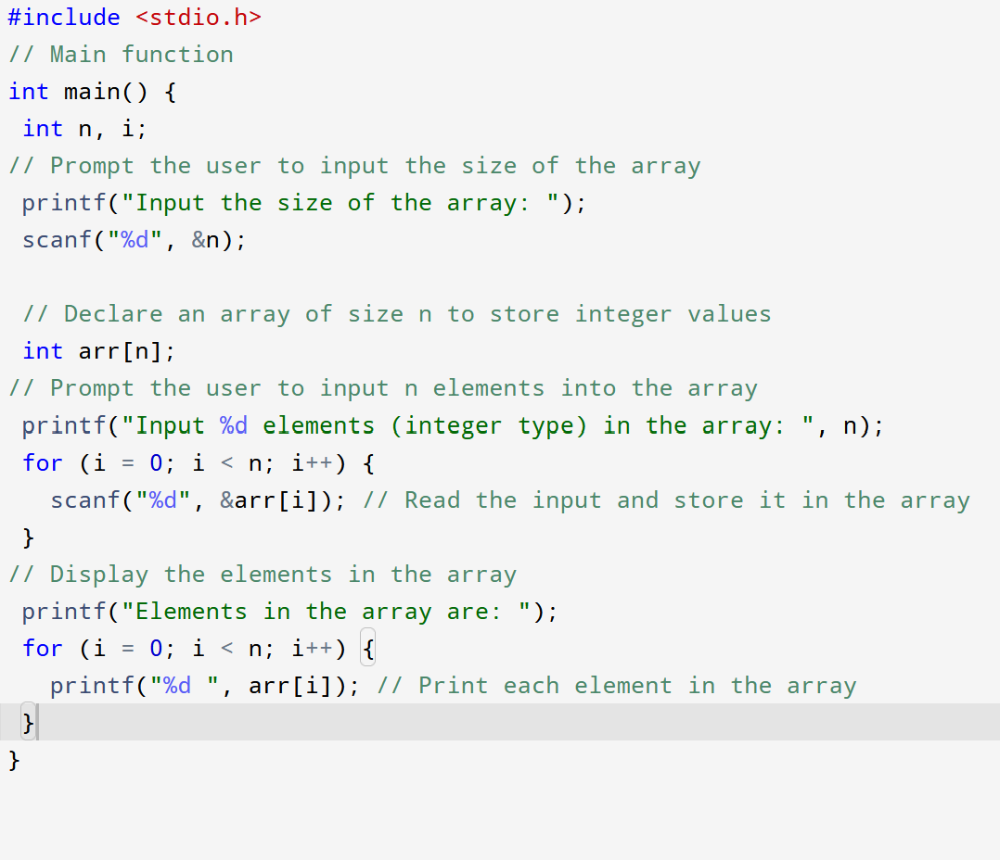 #include <stdio.h>
// Main function
int main() {
 int n, i;
// Prompt the user to input the size of the array
 printf("Input the size of the array: ");
 scanf("%d", &n);

 // Declare an array of size n to store integer values
 int arr[n];
// Prompt the user to input n elements into the array
 printf("Input %d elements (integer type) in the array: ", n);
 for (i = 0; i < n; i++) {
   scanf("%d", &arr[i]); // Read the input and store it in the array
 }
// Display the elements in the array
 printf("Elements in the array are: ");
 for (i = 0; i < n; i++) {
   printf("%d ", arr[i]); // Print each element in the array
 }
}